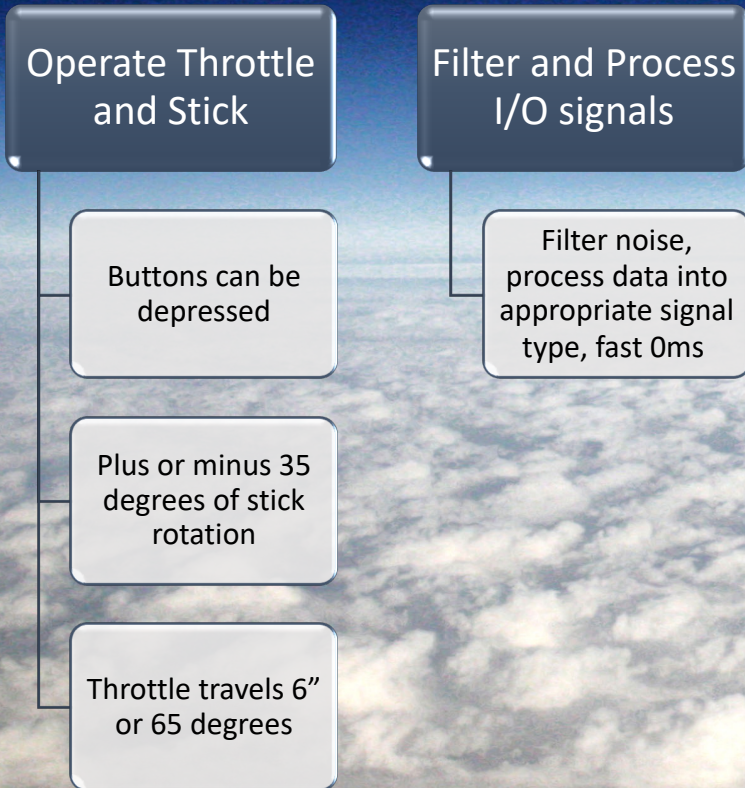 Operate Throttle
and Stick
Buttons can be
depressed
Plus or minus 35
degrees of stick
rotation
Throttle travels 6”
or 65 degrees
Filter and Process
I/O signals
Filter noise,
process data into
appropriate signal
type, fast 0ms